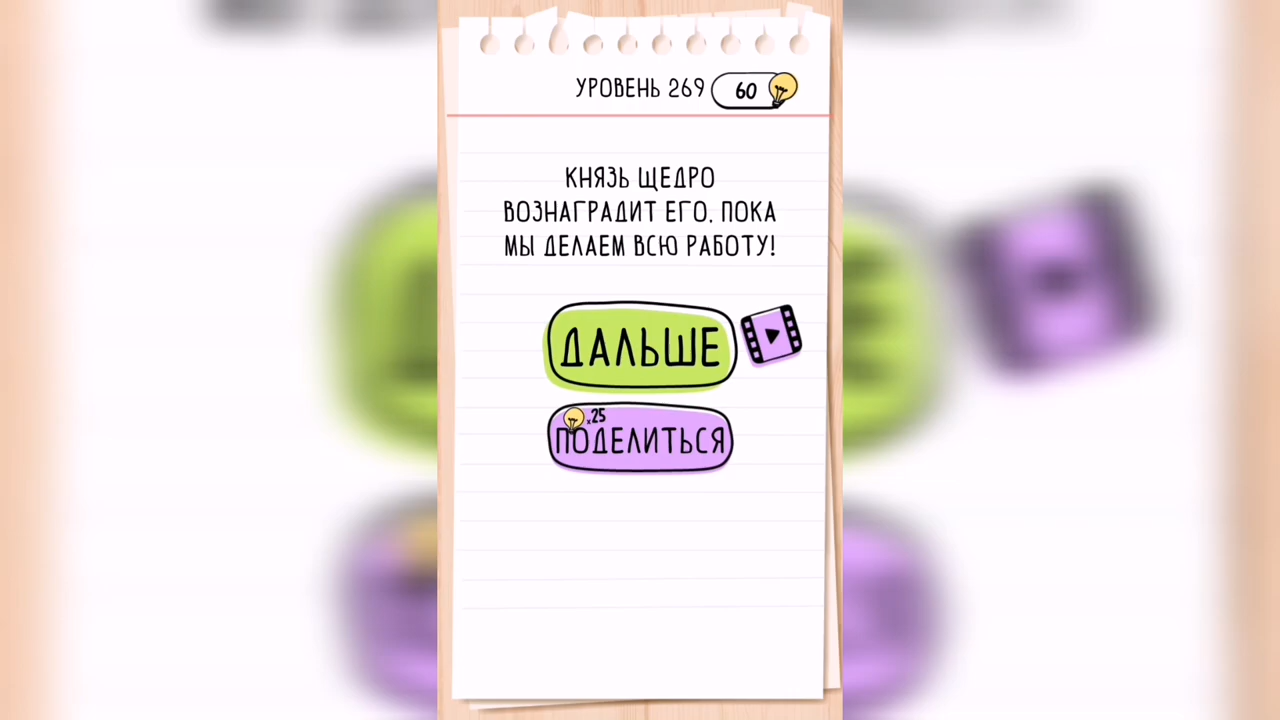 УРОВЕНЬ 269
60
КНЯЗЬ ЩЕДРО
ВОЗНАГРАДИТ ЕГО, ПОКА
МЫ ДЕЛАЕМ ВСЮ РАБОТУ!
ДАЛЬШЕ
x25
ПОДЕЛИТЬСЯ